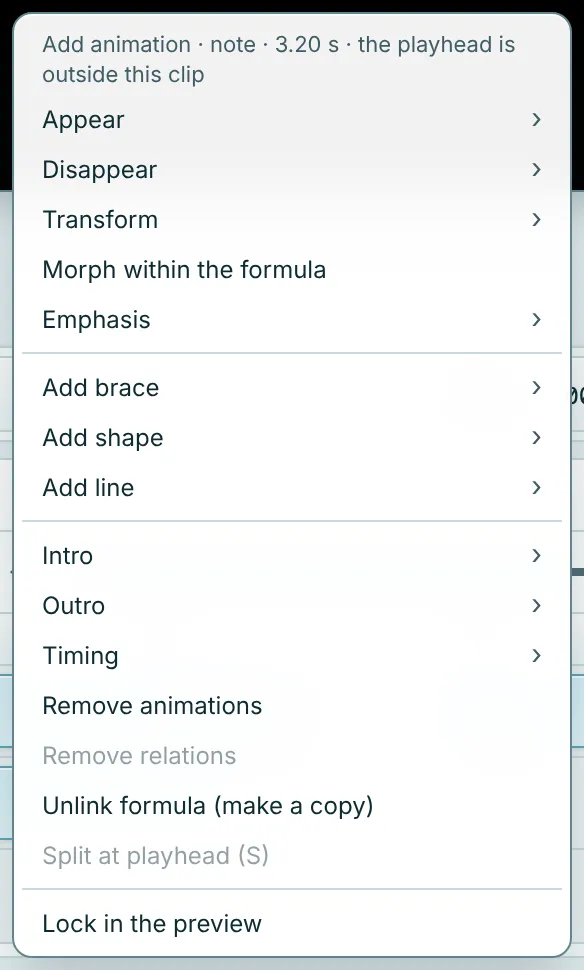 Add animation · note · 3.20 s · the playhead is
outside this clip
Appear
Disappear
Transform
Morph within the formula
Emphasis
Add brace
Add shape
Add line
Intro
Outro
Timing
Remove animations
Remove relations
Unlink formula (make a copy)
Split at playhead (S)
Lock in the preview